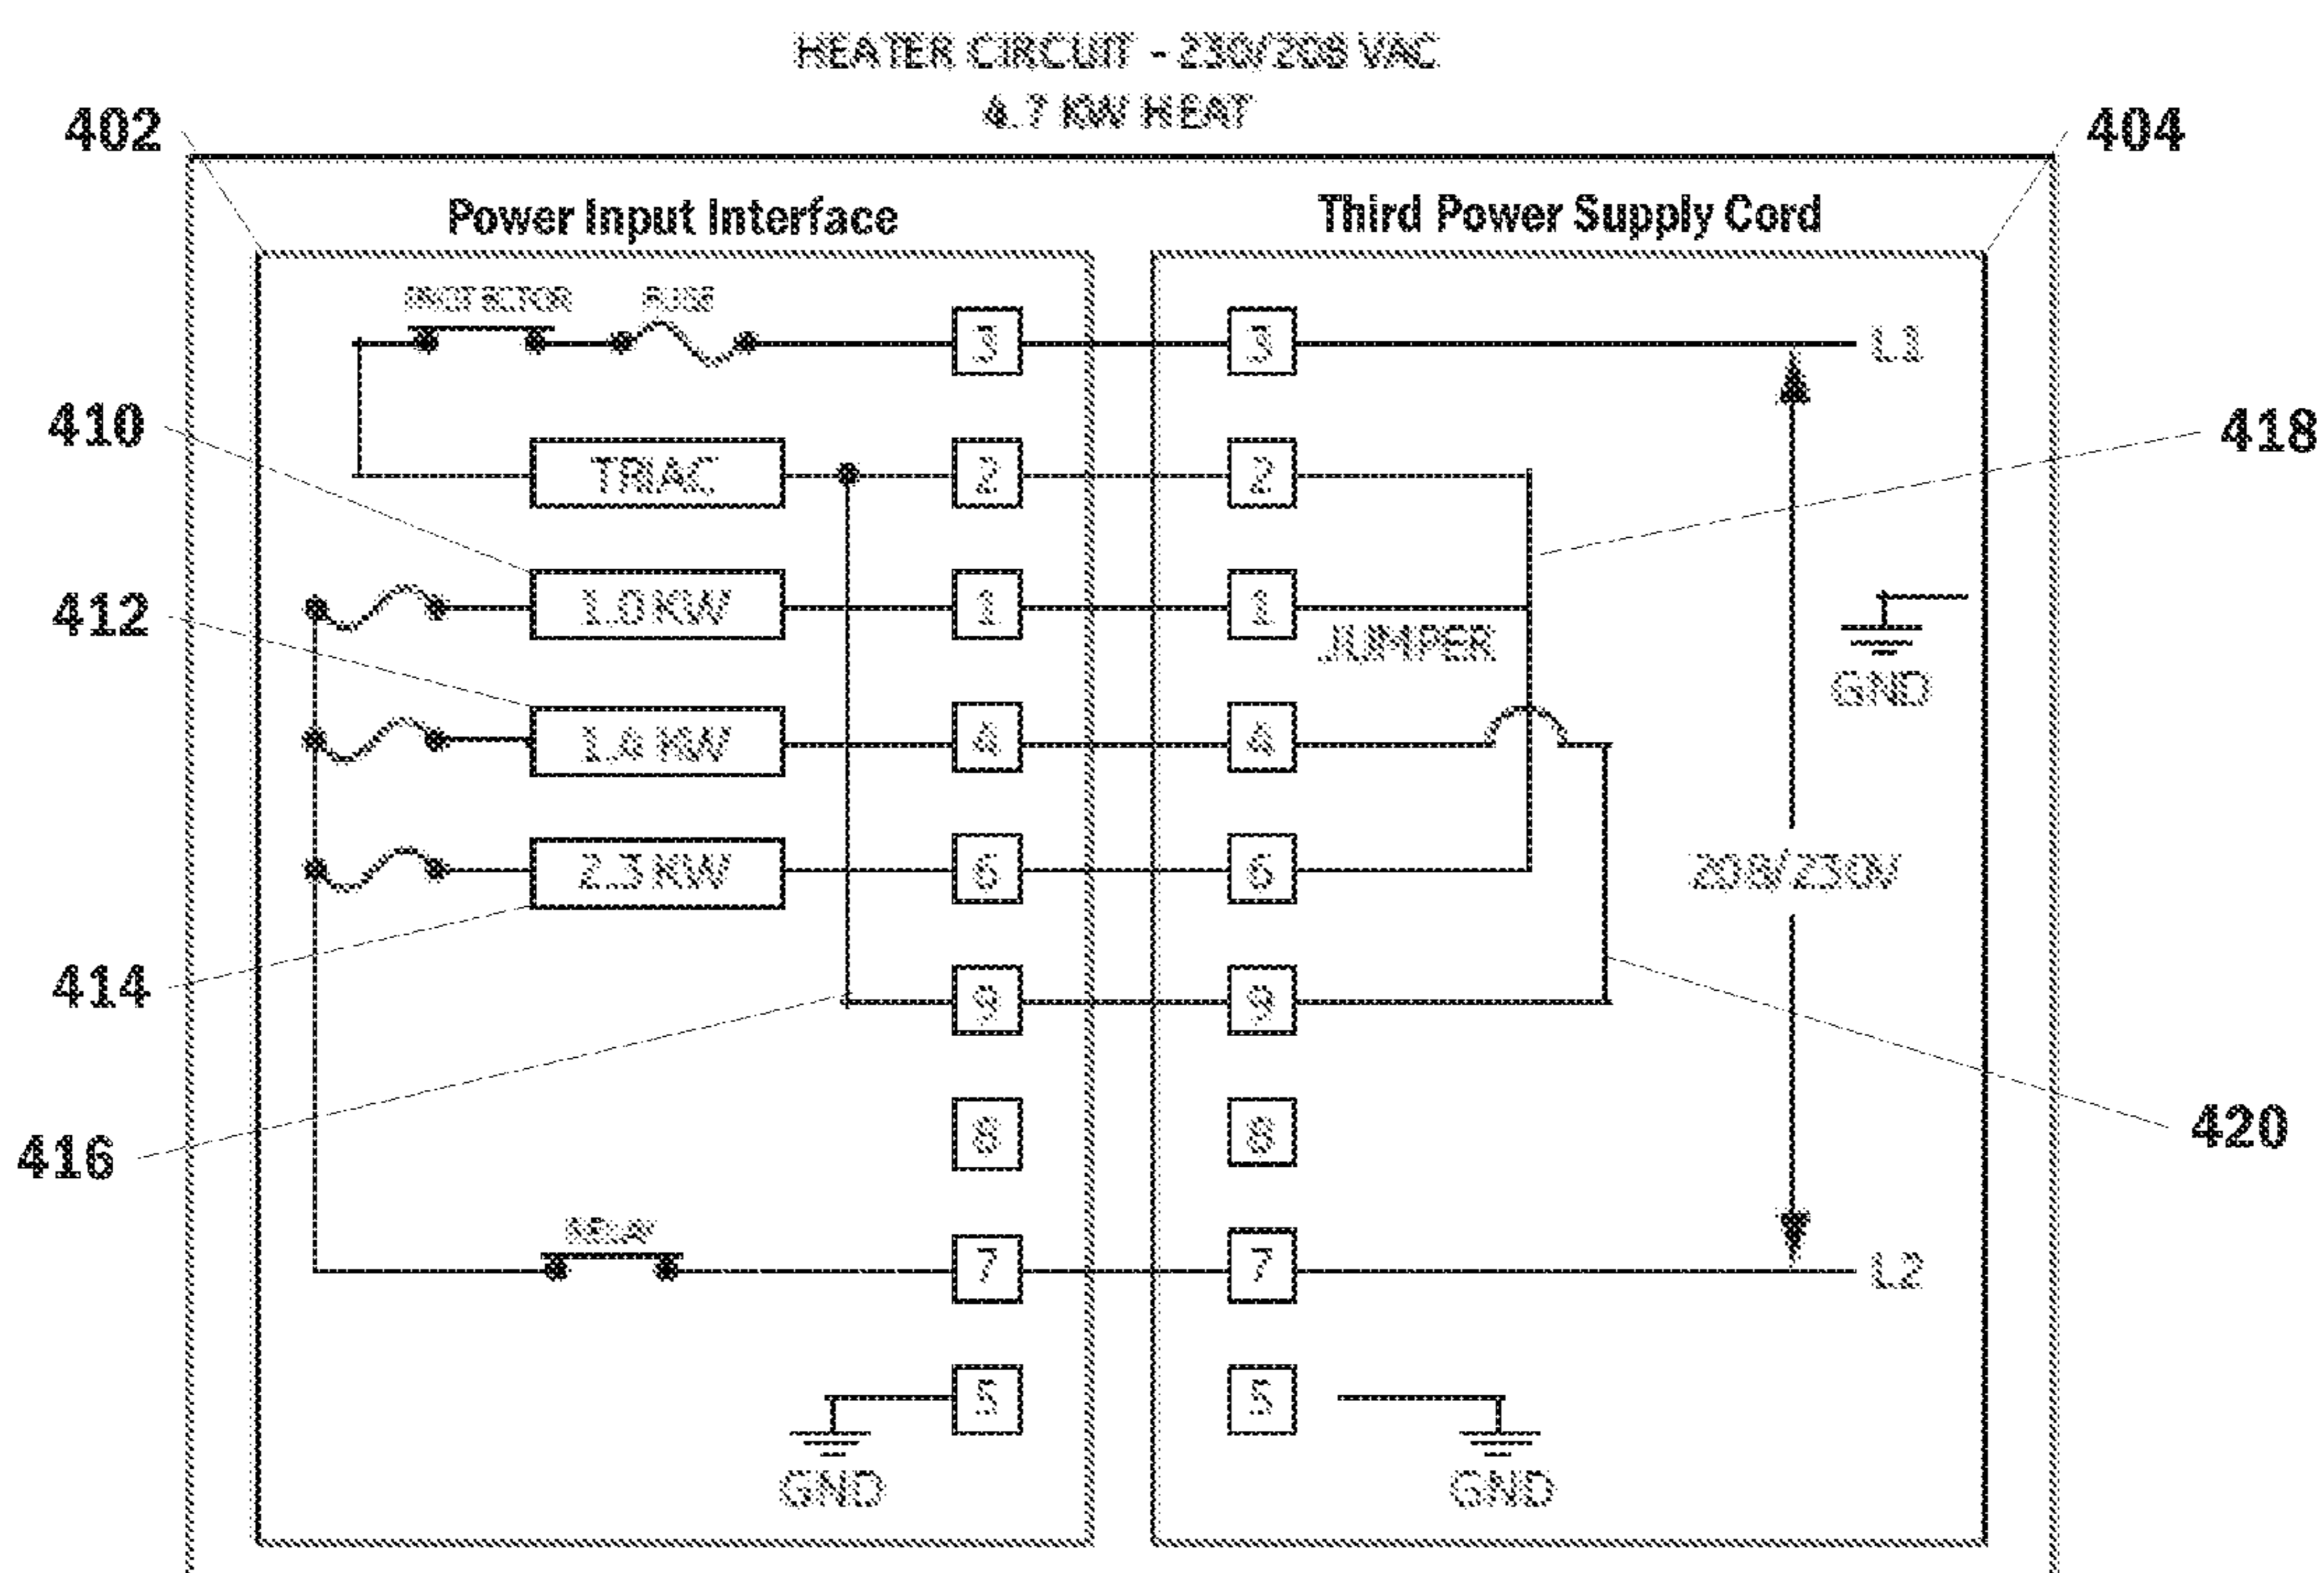 HEATER CIRCUIT - 230/208 VAC
4.7 KW HEAT
402
404
Power Input Interface
Third Power Supply Cord
PROTECTOR
FUSE
3
3
L1
410
418
TRIAC
2
2
412
1.0 KW
1
1
JUMPER
GND
1.4 KW
4
4
2.3 KW
6
6
208/230V
414
9
9
416
8
8
420
RELAY
7
7
L2
5
5
GND
GND